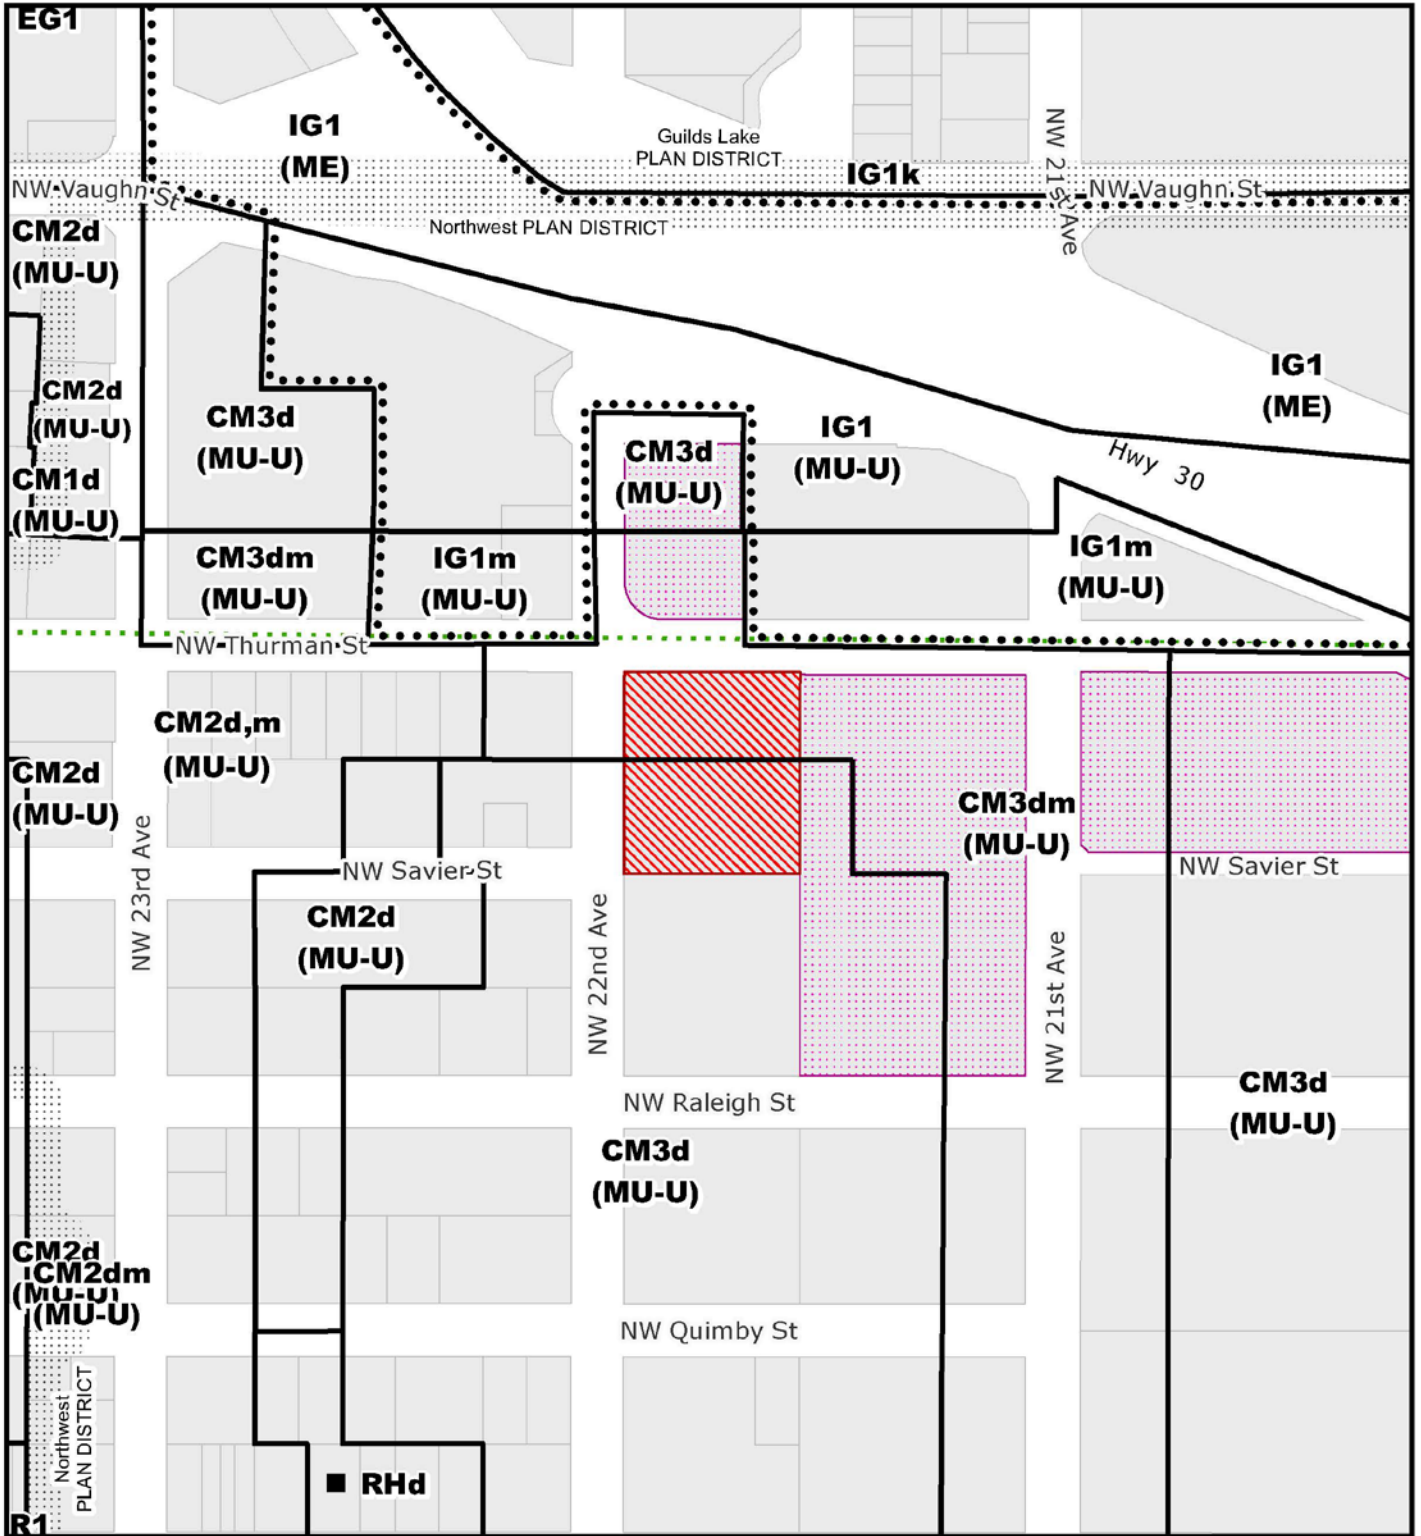 EG1
IG1
(ME)
Guilds Lake
PLAN DISTRICT
IG1k
NW 21st Ave
NW Vaughn St
NW Vaughn St
Northwest PLAN DISTRICT
CM2d
(MU-U)
IG1
(ME)
CM2d
(MU-U)
CM3d
(MU-U)
CM3d
(MU-U)
IG1
(MU-U)
Hwy 30
CM1d
(MU-U)
CM3dm
(MU-U)
IG1m
(MU-U)
IG1m
(MU-U)
NW Thurman St
CM2d,m
(MU-U)
CM2d
(MU-U)
CM3dm
(MU-U)
NW 23rd Ave
NW Savier St
NW Savier St
CM2d
(MU-U)
NW 22nd Ave
NW 21st Ave
NW Raleigh St
CM3d
(MU-U)
CM3d
(MU-U)
CM2d
(MU-U)
CM2dm
(MU-U)
NW Quimby St
Northwest
PLAN DISTRICT
RHd
R1